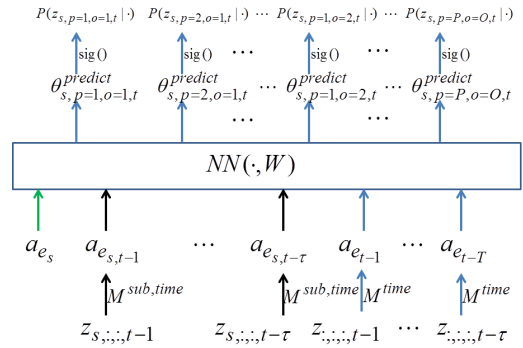 P(z_{s,p=1,o=1,t} | ·) P(z_{s,p=2,o=1,t} | ·) ⋯ P(z_{s,p=1,o=2,t} | ·) ⋯ P(z_{s,p=P,o=O,t} | ·)
sig() sig() ⋯ sig() ⋯ sig()
θ^{predict}_{s,p=1,o=1,t} θ^{predict}_{s,p=2,o=1,t} ⋯ θ^{predict}_{s,p=1,o=2,t} ⋯ θ^{predict}_{s,p=P,o=O,t}
⋯ ⋯
NN(·,W)
a_{e_s} a_{e_{s,t-1}} ⋯ a_{e_{s,t-τ}} a_{e_{t-1}} ⋯ a_{e_{t-T}}
M^{sub,time} M^{sub,time} M^{time} M^{time}
z_{s,:,:,t-1} z_{s,:,:,t-τ} z_{:,:,:,t-1} ⋯ z_{:,:,:,t-τ}